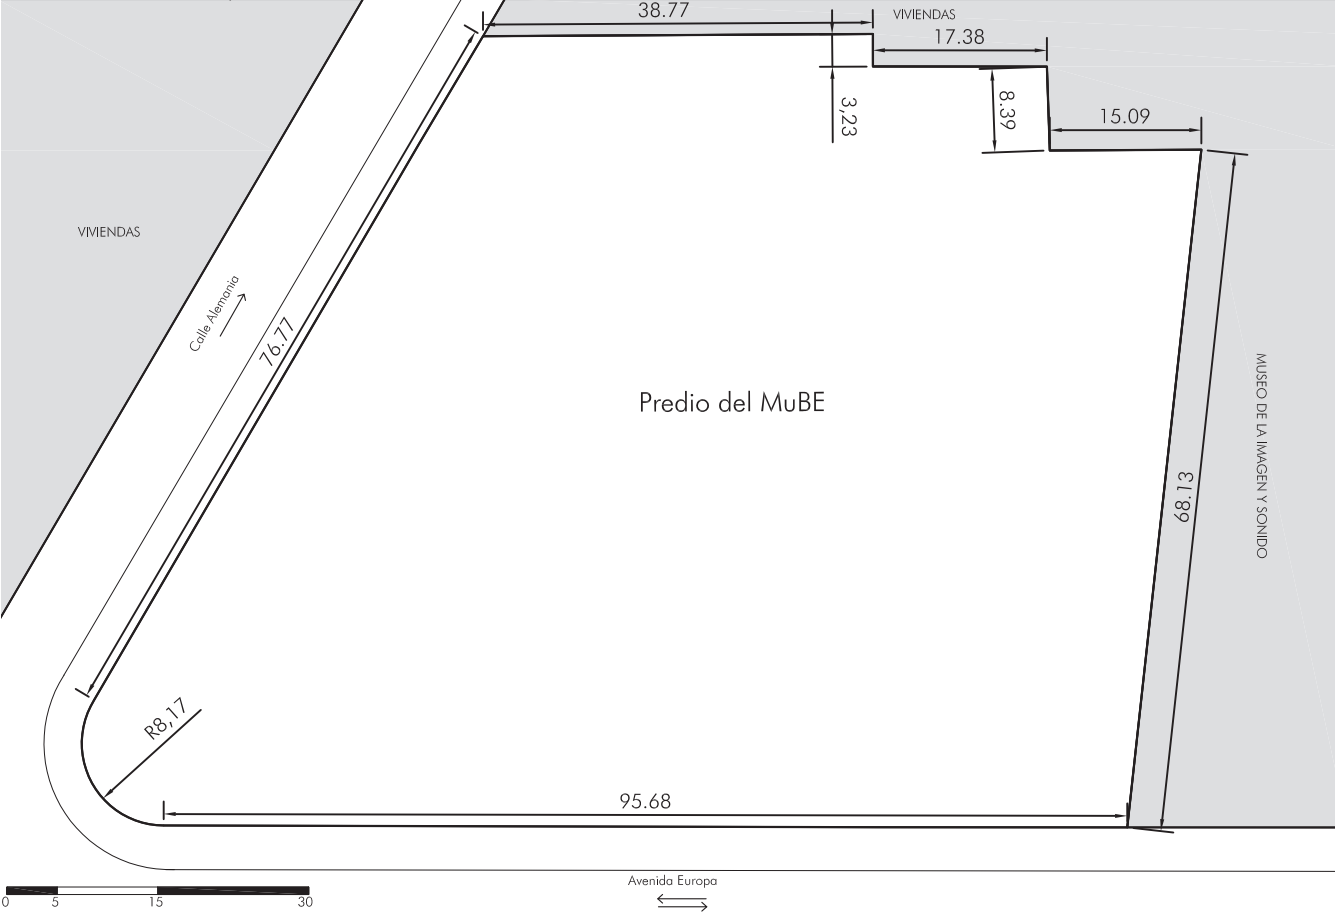 38.77
VIVIENDAS
17.38
3,23
8.39
15.09
VIVIENDAS
Calle Alemania
76.77
Predio del MuBE
MUSEO DE LA IMAGEN Y SONIDO
68.13
R8,17
95.68
Avenida Europa
0 5 15 30